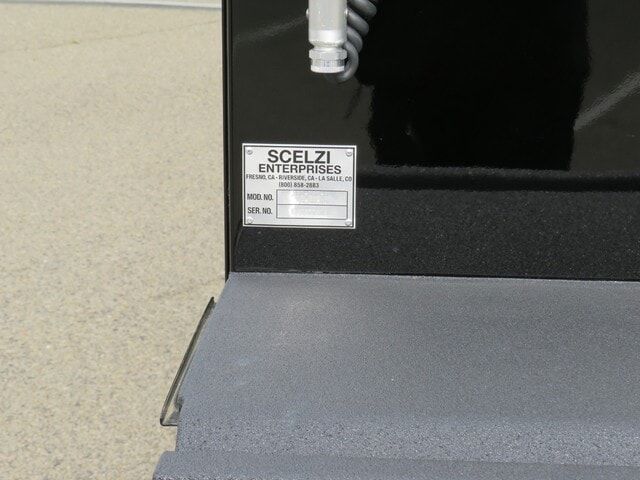 SCELZI
ENTERPRISES
FRESNO, CA - RIVERSIDE, CA - LA SALLE, CO
(800) 858-2883
MOD. NO.
SER. NO.